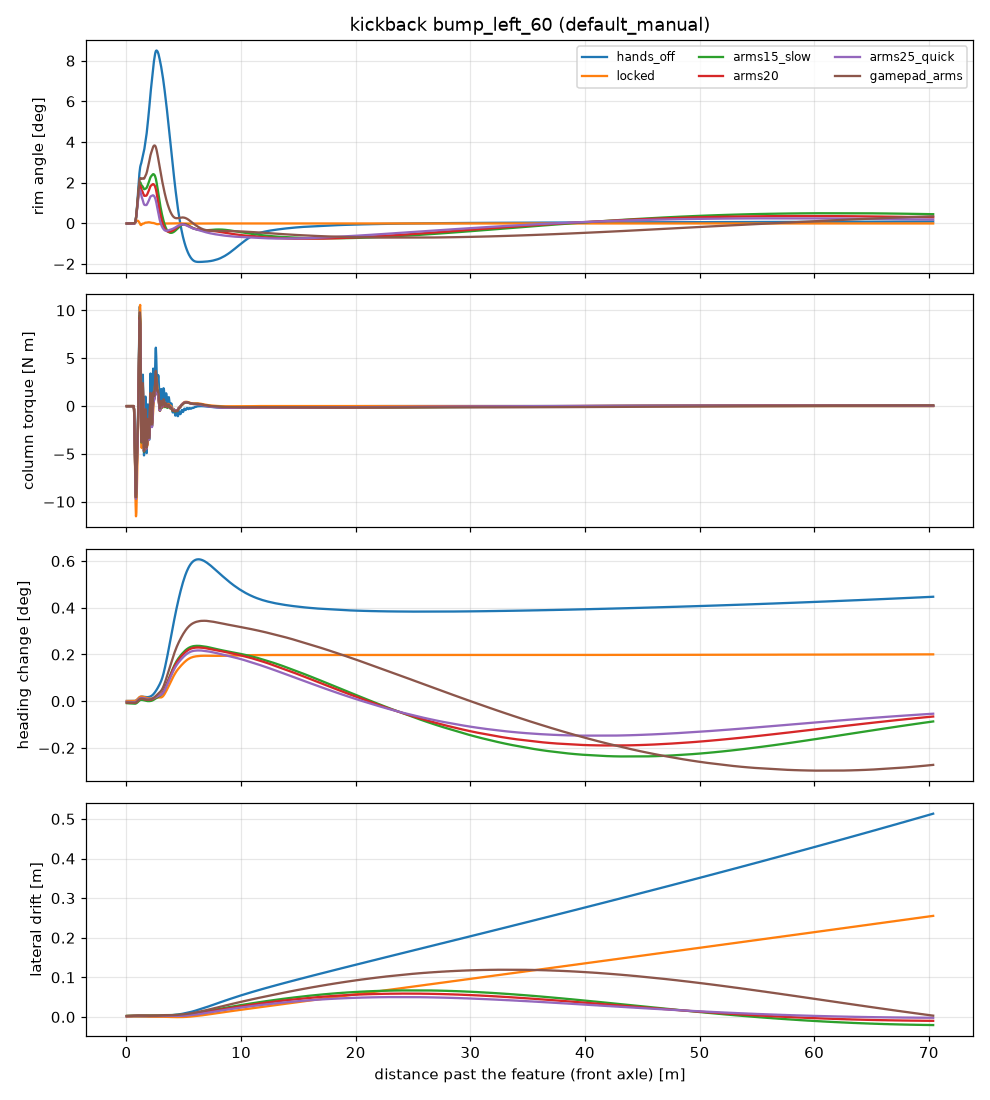 kickback bump_left_60 (default_manual)
hands_off
locked
arms15_slow
arms20
arms25_quick
gamepad_arms
rim angle [deg]
8
6
4
2
0
−2
column torque [N m]
10
5
0
−5
−10
heading change [deg]
0.6
0.4
0.2
0.0
−0.2
lateral drift [m]
0.5
0.4
0.3
0.2
0.1
0.0
0 10 20 30 40 50 60 70
distance past the feature (front axle) [m]